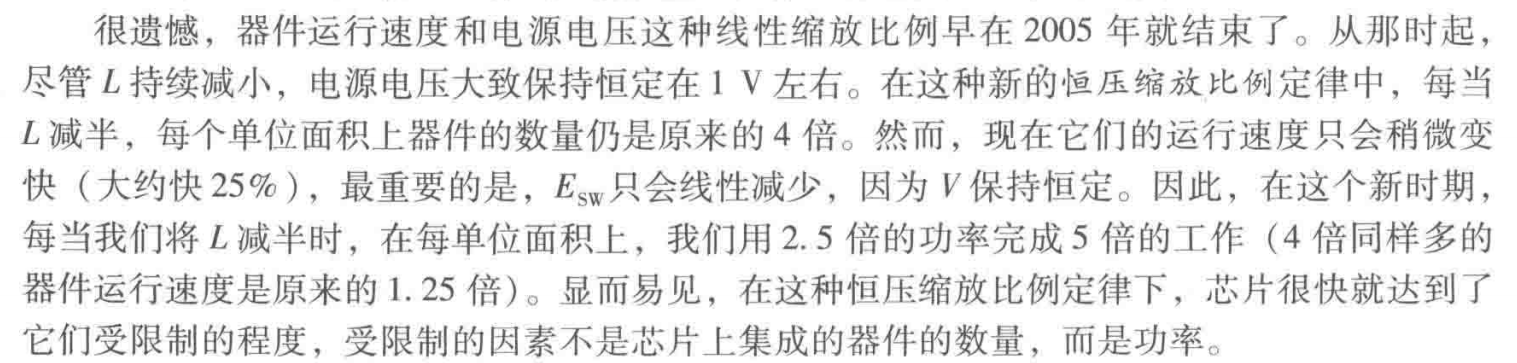 很遗憾，器件运行速度和电源电压这种线性缩放比例早在 2005 年就结束了。从那时起，
尽管 L 持续减小，电源电压大致保持恒定在 1 V 左右。在这种新的恒压缩放比例定律中，每当
L 减半，每个单位面积上器件的数量仍是原来的 4 倍。然而，现在它们的运行速度只会稍微变
快（大约快 25%），最重要的是，E_SW 只会线性减少，因为 V 保持恒定。因此，在这个新时期，
每当我们将 L 减半时，在每单位面积上，我们用 2.5 倍的功率完成 5 倍的工作（4 倍同样多的
器件运行速度是原来的 1.25 倍）。显而易见，在这种恒压缩放比例定律下，芯片很快就达到了
它们受限制的程度，受限制的因素不是芯片上集成的器件的数量，而是功率。